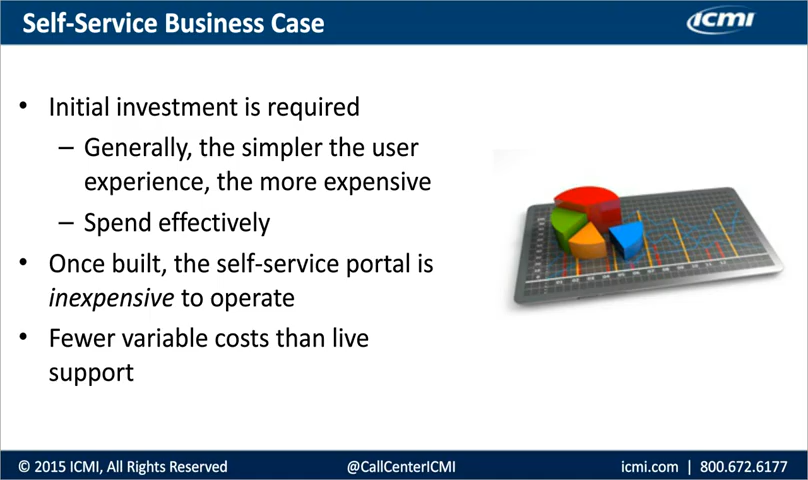 Self-Service Business Case
ICMI
• Initial investment is required
– Generally, the simpler the user
experience, the more expensive
– Spend effectively
• Once built, the self-service portal is
inexpensive to operate
• Fewer variable costs than live
support
© 2015 ICMI, All Rights Reserved
@CallCenterICMI
icmi.com | 800.672.6177